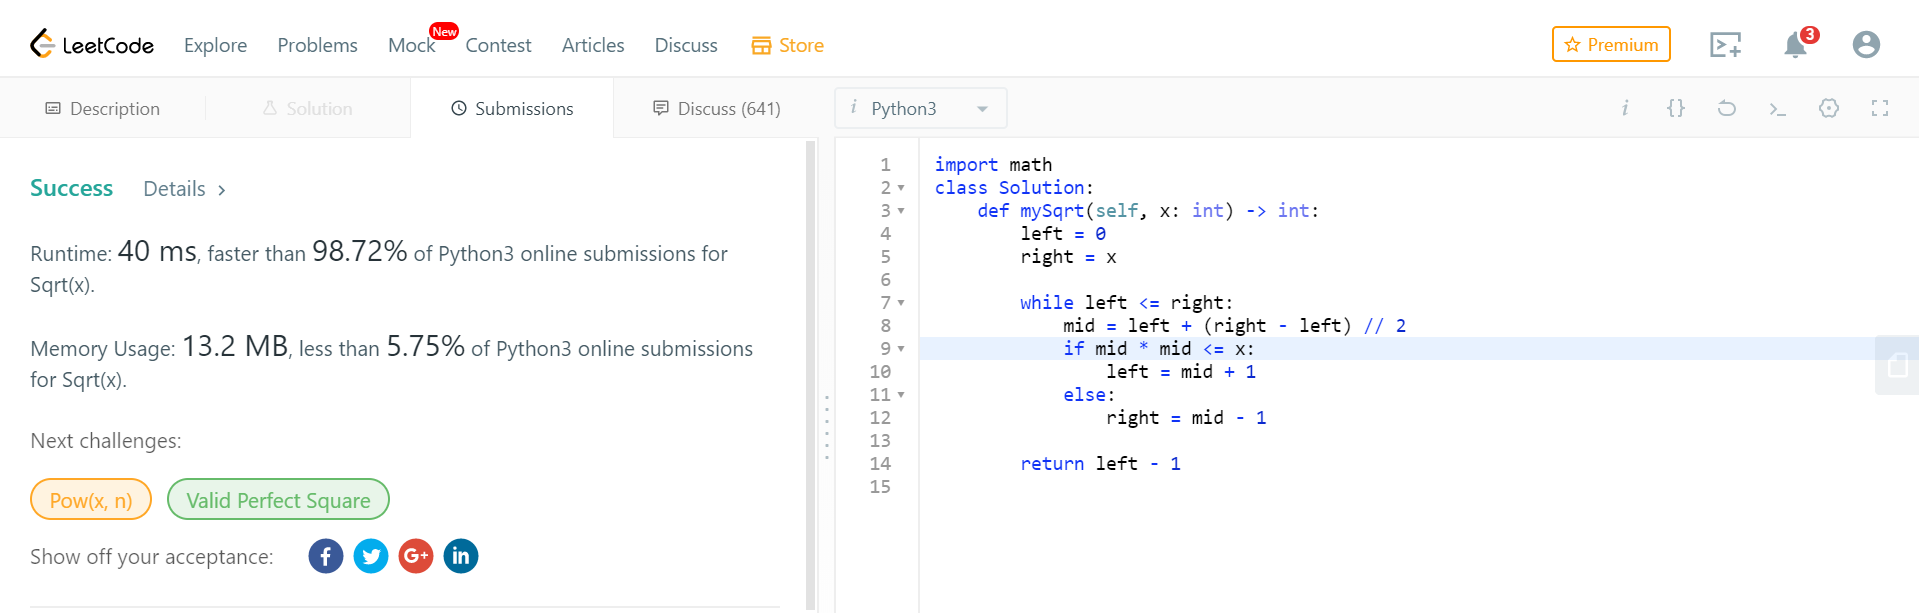 LeetCode Explore Problems Mock New Contest Articles Discuss Store Premium 3
Description Solution Submissions Discuss (641) i Python3 i {} >_
Success Details >
Runtime: 40 ms, faster than 98.72% of Python3 online submissions for
Sqrt(x).
Memory Usage: 13.2 MB, less than 5.75% of Python3 online submissions
for Sqrt(x).
Next challenges:
Pow(x, n) Valid Perfect Square
Show off your acceptance: f G+ in
1 import math
2 class Solution:
3     def mySqrt(self, x: int) -> int:
4         left = 0
5         right = x
6
7         while left <= right:
8             mid = left + (right - left) // 2
9             if mid * mid <= x:
10                 left = mid + 1
11             else:
12                 right = mid - 1
13
14         return left - 1
15